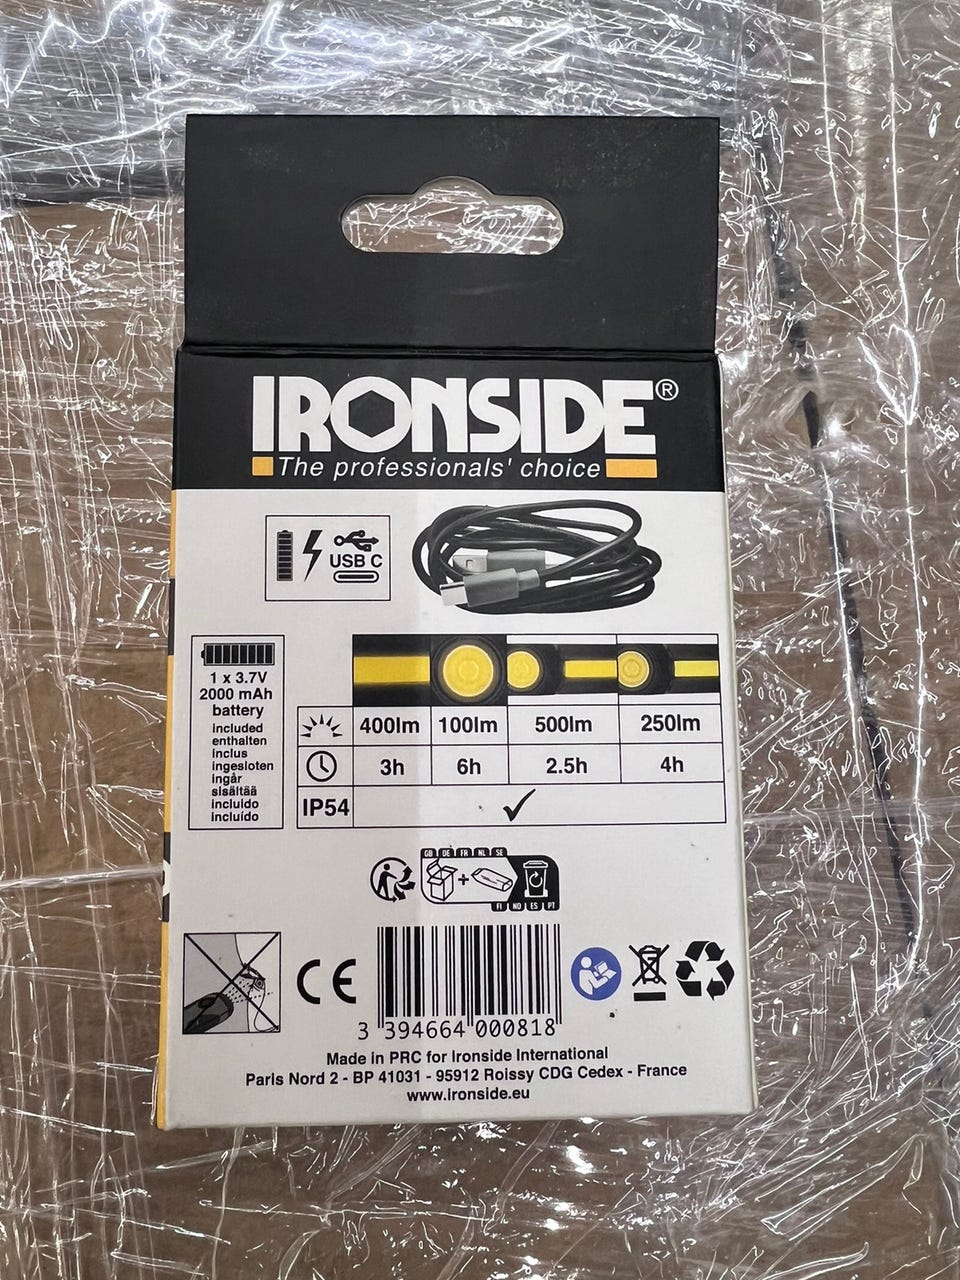 IRONSIDE®
The professionals' choice
USB C
1 x 3.7V
2000 mAh
battery
included
enthalten
inclus
ingesloten
ingår
sisältää
incluido
incluído
400lm 100lm 500lm 250lm
3h 6h 2.5h 4h
IP54
GB DE FR NL SE
FI NO ES PT
CE
3 394664 000818
Made in PRC for Ironside International
Paris Nord 2 - BP 41031 - 95912 Roissy CDG Cedex - France
www.ironside.eu